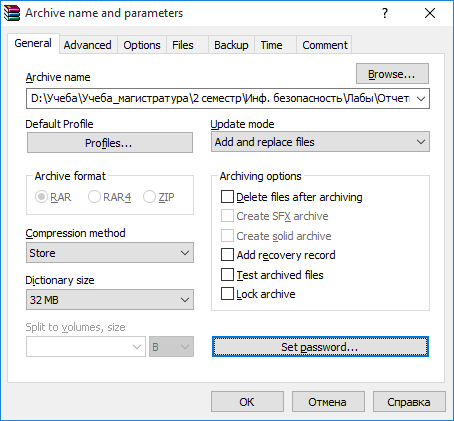 Archive name and parameters
General Advanced Options Files Backup Time Comment
Archive name
Browse...
D:\Учеба\Учеба_магистратура\2 семестр\Инф. безопасность\Лабы\Отчеты
Default Profile
Profiles...
Update mode
Add and replace files
Archive format
RAR RAR4 ZIP
Compression method
Store
Dictionary size
32 MB
Split to volumes, size
B
Archiving options
Delete files after archiving
Create SFX archive
Create solid archive
Add recovery record
Test archived files
Lock archive
Set password...
OK Отмена Справка